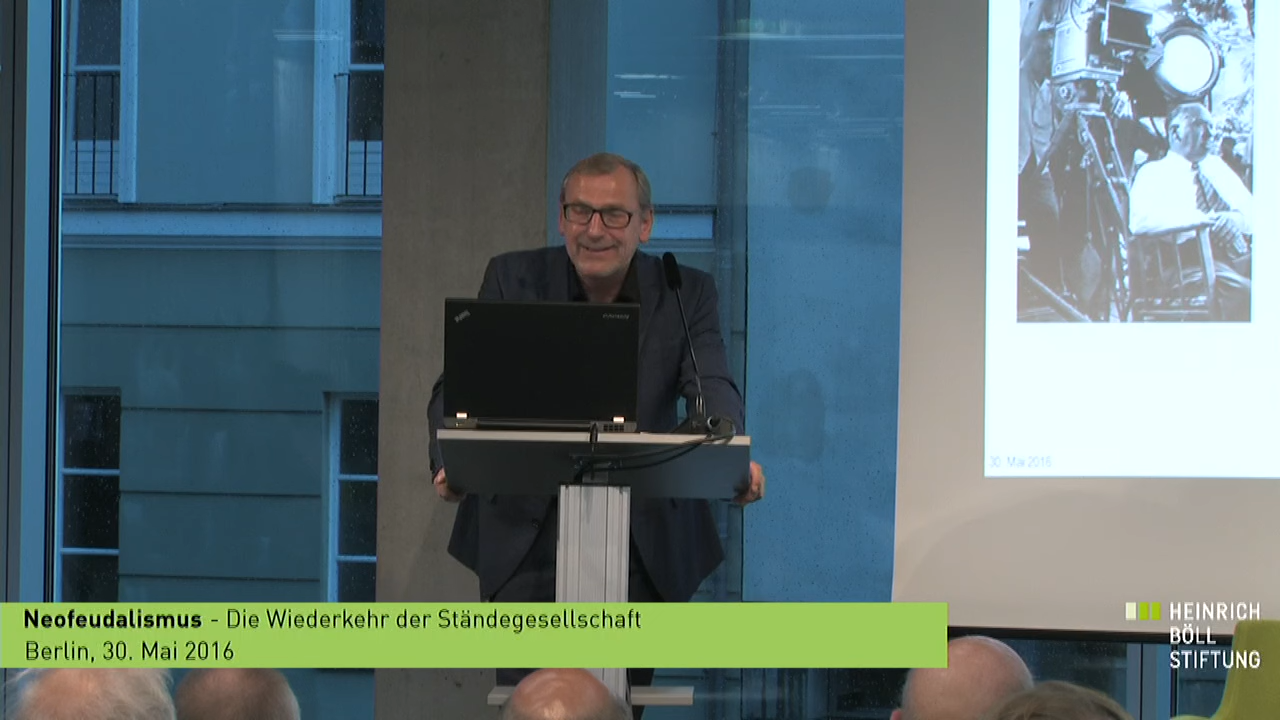 30. Mai 2016
Neofeudalismus - Die Wiederkehr der Ständegesellschaft
Berlin, 30. Mai 2016
HEINRICH
BÖLL
STIFTUNG